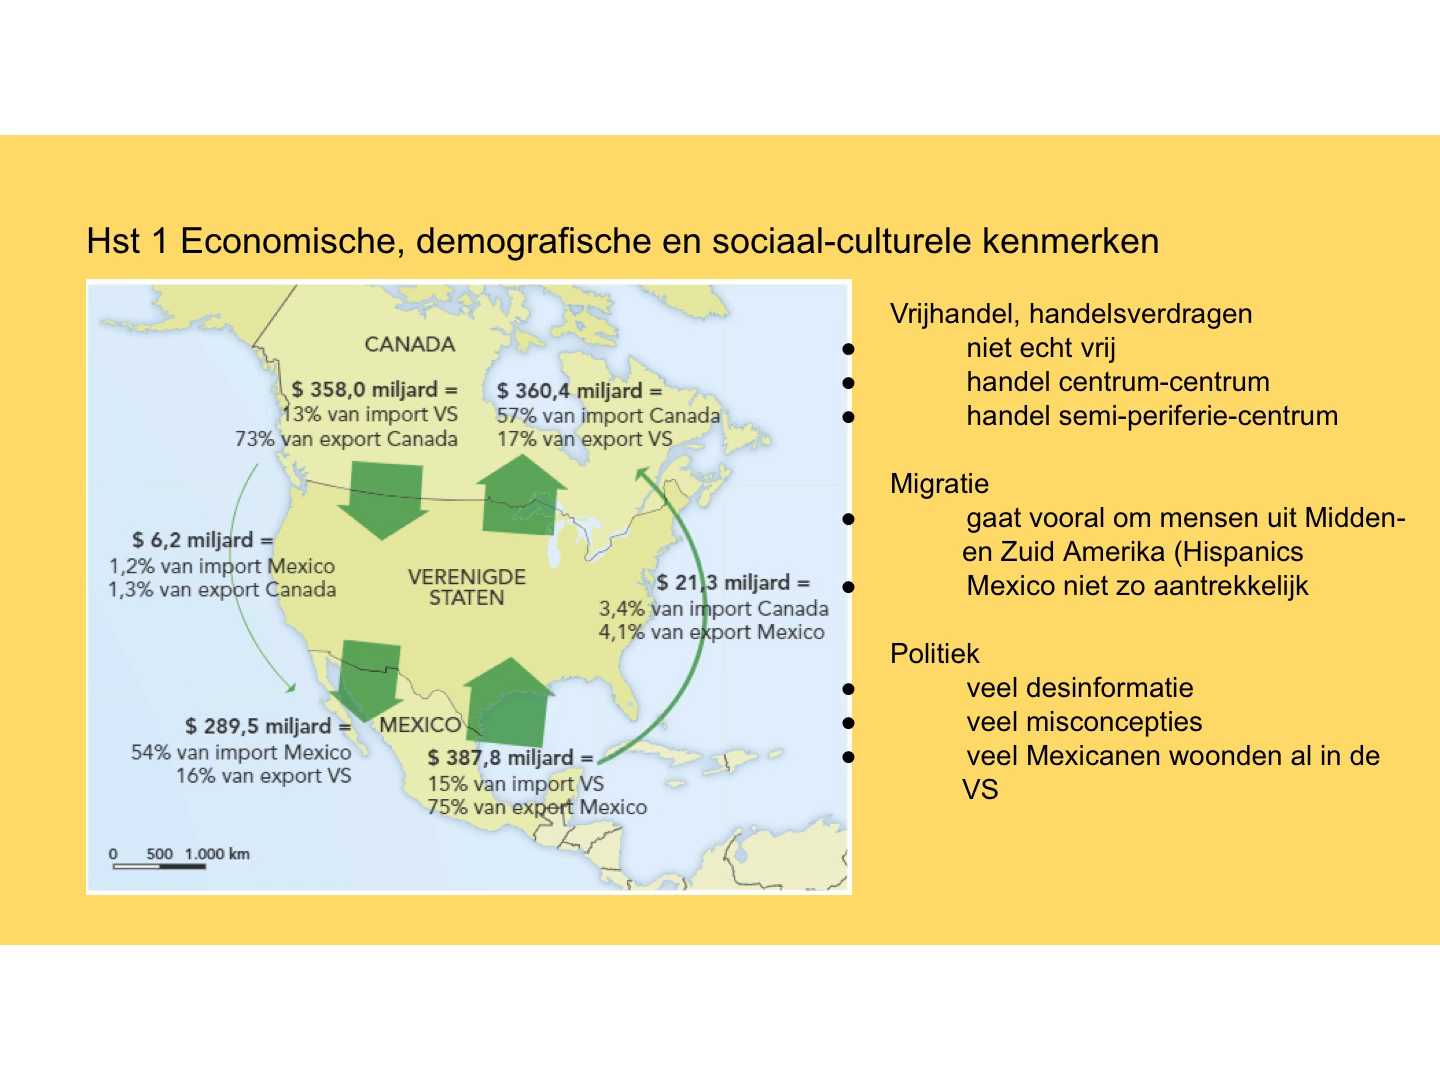 Hst 1 Economische, demografische en sociaal-culturele kenmerken
CANADA
$ 358,0 miljard =
13% van import VS
73% van export Canada
$ 360,4 miljard =
57% van import Canada
17% van export VS
$ 6,2 miljard =
1,2% van import Mexico
1,3% van export Canada
VERENIGDE
STATEN
$ 21,3 miljard =
3,4% van import Canada
4,1% van export Mexico
$ 289,5 miljard =
54% van import Mexico
16% van export VS
MEXICO
$ 387,8 miljard =
15% van import VS
75% van export Mexico
0 500 1.000 km
Vrijhandel, handelsverdragen
● niet echt vrij
● handel centrum-centrum
● handel semi-periferie-centrum
Migratie
● gaat vooral om mensen uit Midden-
en Zuid Amerika (Hispanics
● Mexico niet zo aantrekkelijk
Politiek
● veel desinformatie
● veel misconcepties
● veel Mexicanen woonden al in de
VS